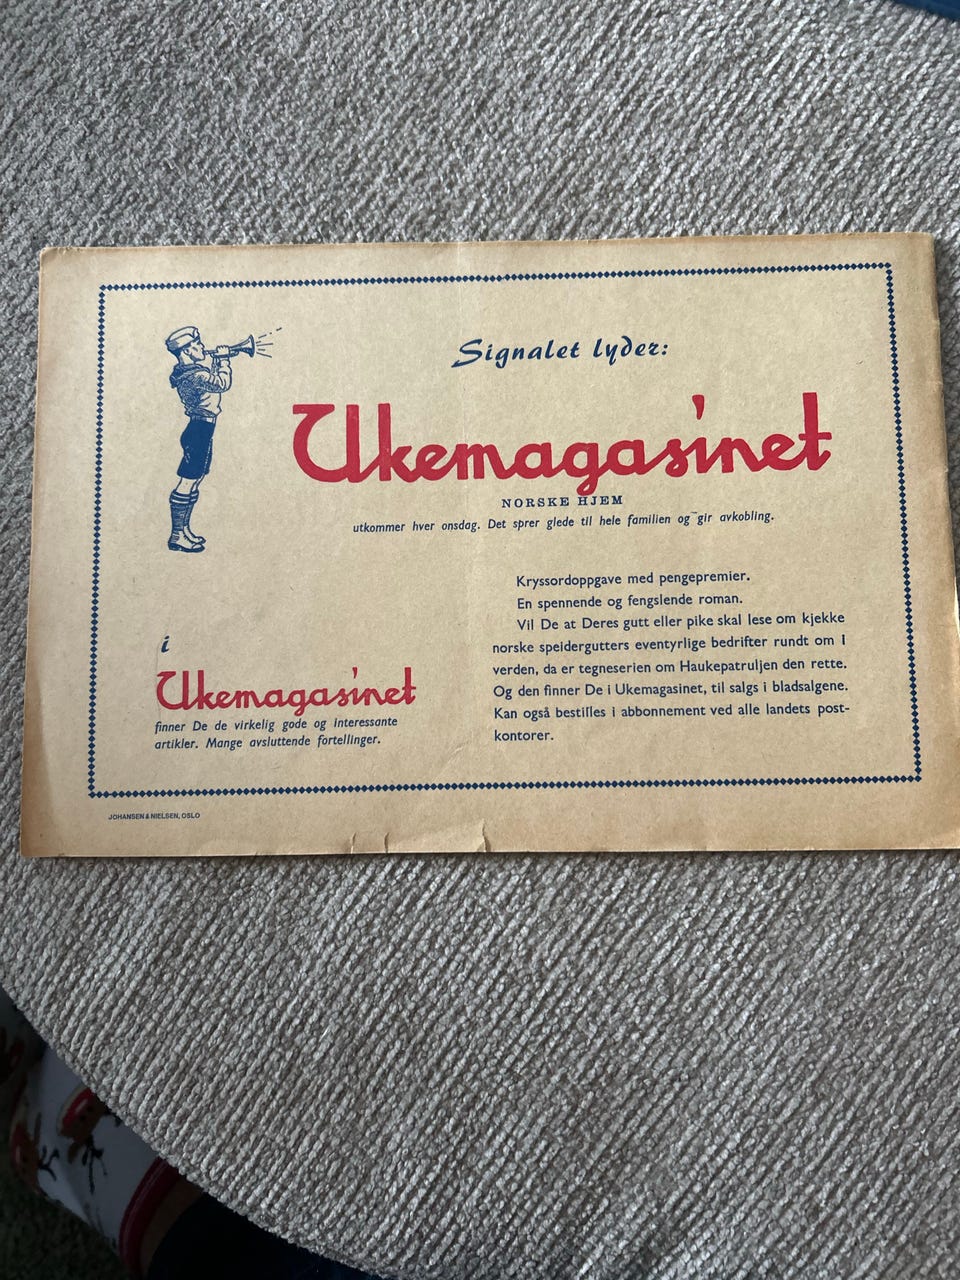 Signalet lyder:
Ukemagasinet
NORSKE HJEM
utkommer hver onsdag. Det sprer glede til hele familien og gir avkobling.
i
Ukemagasinet
finner De de virkelig gode og interessante
artikler. Mange avsluttende fortellinger.
Kryssordoppgave med pengepremier.
En spennende og fengslende roman.
Vil De at Deres gutt eller pike skal lese om kjekke
norske speidergutters eventyrlige bedrifter rundt om i
verden, da er tegneserien om Haukepatruljen den rette.
Og den finner De i Ukemagasinet, til salgs i bladsalgene.
Kan også bestilles i abbonnement ved alle landets post-
kontorer.
JOHANSEN & NIELSEN, OSLO